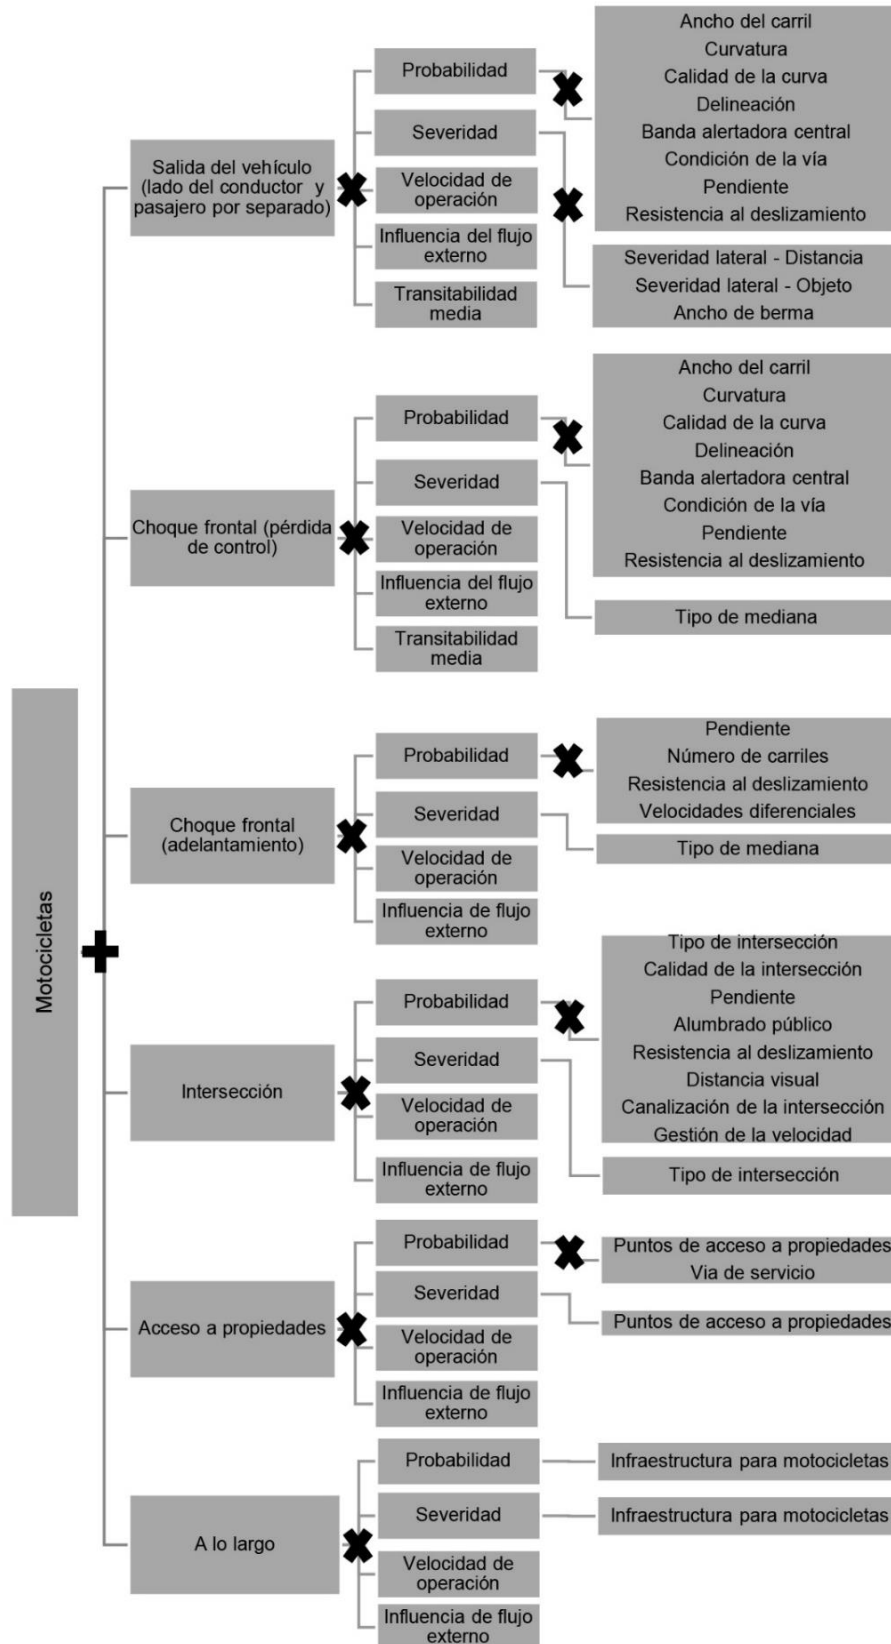 Motocicletas
Salida del vehículo
(lado del conductor y
pasajero por separado)
Probabilidad
Ancho del carril
Curvatura
Calidad de la curva
Delineación
Banda alertadora central
Condición de la vía
Pendiente
Resistencia al deslizamiento
Severidad
Severidad lateral - Distancia
Severidad lateral - Objeto
Ancho de berma
Velocidad de
operación
Influencia del flujo
externo
Transitabilidad
media
Choque frontal (pérdida
de control)
Probabilidad
Ancho del carril
Curvatura
Calidad de la curva
Delineación
Banda alertadora central
Condición de la vía
Pendiente
Resistencia al deslizamiento
Severidad
Tipo de mediana
Velocidad de
operación
Influencia del flujo
externo
Transitabilidad
media
Choque frontal
(adelantamiento)
Probabilidad
Pendiente
Número de carriles
Resistencia al deslizamiento
Velocidades diferenciales
Severidad
Tipo de mediana
Velocidad de
operación
Influencia de flujo
externo
Intersección
Probabilidad
Tipo de intersección
Calidad de la intersección
Pendiente
Alumbrado público
Resistencia al deslizamiento
Distancia visual
Canalización de la intersección
Gestión de la velocidad
Severidad
Tipo de intersección
Velocidad de
operación
Influencia de flujo
externo
Acceso a propiedades
Probabilidad
Puntos de acceso a propiedades
Via de servicio
Severidad
Puntos de acceso a propiedades
Velocidad de
operación
Influencia de flujo
externo
A lo largo
Probabilidad
Infraestructura para motocicletas
Severidad
Infraestructura para motocicletas
Velocidad de
operación
Influencia de flujo
externo